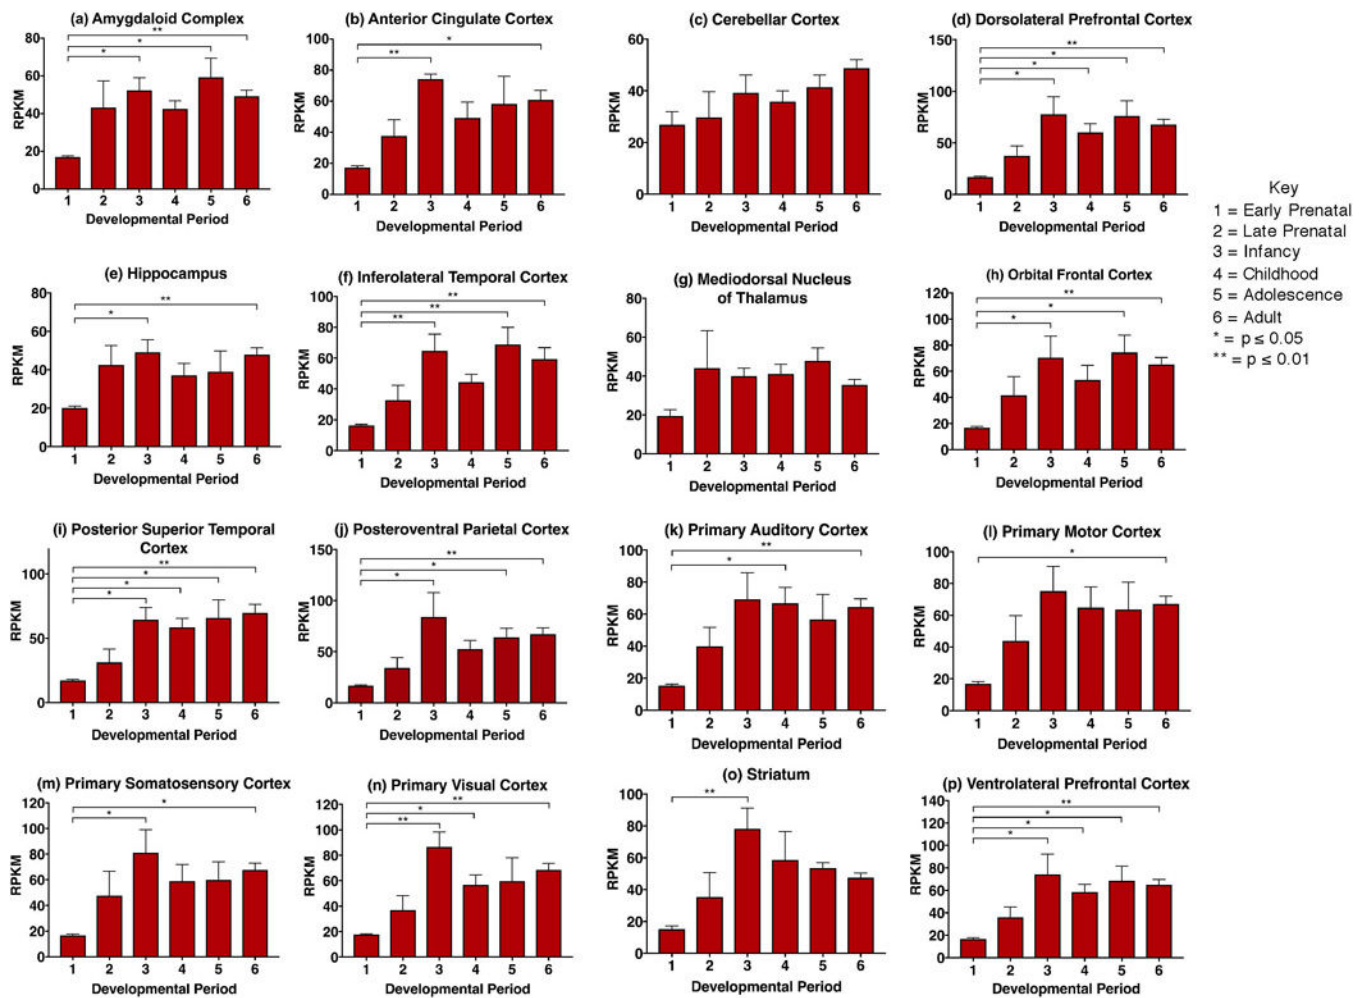 (a) Amygdaloid Complex
**
*
*
RPKM
80
60
40
20
0
1 2 3 4 5 6
Developmental Period
(b) Anterior Cingulate Cortex
*
**
RPKM
100
80
60
40
20
0
1 2 3 4 5 6
Developmental Period
(c) Cerebellar Cortex
RPKM
60
40
20
0
1 2 3 4 5 6
Developmental Period
(d) Dorsolateral Prefrontal Cortex
**
*
*
*
RPKM
150
100
50
0
1 2 3 4 5 6
Developmental Period
Key
1 = Early Prenatal
2 = Late Prenatal
3 = Infancy
4 = Childhood
5 = Adolescence
6 = Adult
* = p ≤ 0.05
** = p ≤ 0.01
(e) Hippocampus
**
*
RPKM
80
60
40
20
0
1 2 3 4 5 6
Developmental Period
(f) Inferolateral Temporal Cortex
**
**
**
RPKM
100
80
60
40
20
0
1 2 3 4 5 6
Developmental Period
(g) Mediodorsal Nucleus
of Thalamus
RPKM
80
60
40
20
0
1 2 3 4 5 6
Developmental Period
(h) Orbital Frontal Cortex
**
*
*
RPKM
120
100
80
60
40
20
0
1 2 3 4 5 6
Developmental Period
(i) Posterior Superior Temporal
Cortex
**
*
*
*
RPKM
100
50
0
1 2 3 4 5 6
Developmental Period
(j) Posteroventral Parietal Cortex
**
*
*
RPKM
150
100
50
0
1 2 3 4 5 6
Developmental Period
(k) Primary Auditory Cortex
**
*
RPKM
100
80
60
40
20
0
1 2 3 4 5 6
Developmental Period
(l) Primary Motor Cortex
*
RPKM
100
80
60
40
20
0
1 2 3 4 5 6
Developmental Period
(m) Primary Somatosensory Cortex
*
*
RPKM
120
100
80
60
40
20
0
1 2 3 4 5 6
Developmental Period
(n) Primary Visual Cortex
**
*
**
RPKM
120
100
80
60
40
20
0
1 2 3 4 5 6
Developmental Period
(o) Striatum
**
RPKM
100
80
60
40
20
0
1 2 3 4 5 6
Developmental Period
(p) Ventrolateral Prefrontal Cortex
**
*
*
*
RPKM
140
120
100
80
60
40
20
0
1 2 3 4 5 6
Developmental Period